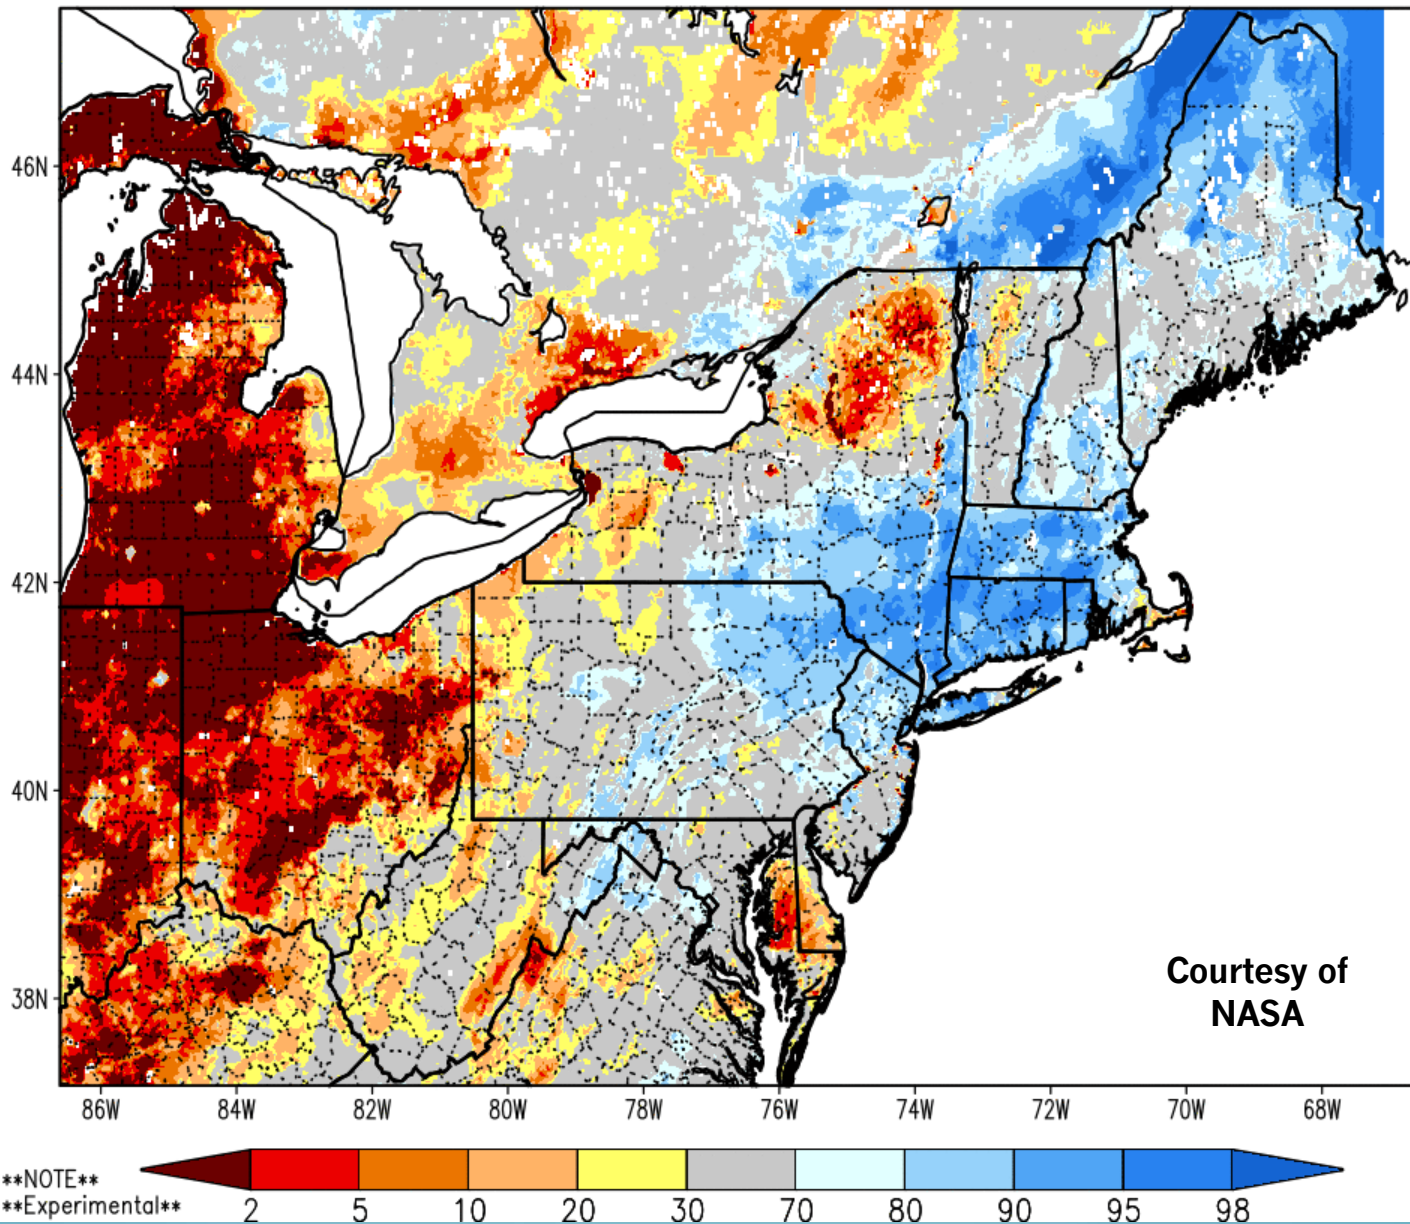 46N
44N
42N
40N
38N
Courtesy of
NASA
86W 84W 82W 80W 78W 76W 74W 72W 70W 68W
**NOTE**
**Experimental** 2 5 10 20 30 70 80 90 95 98